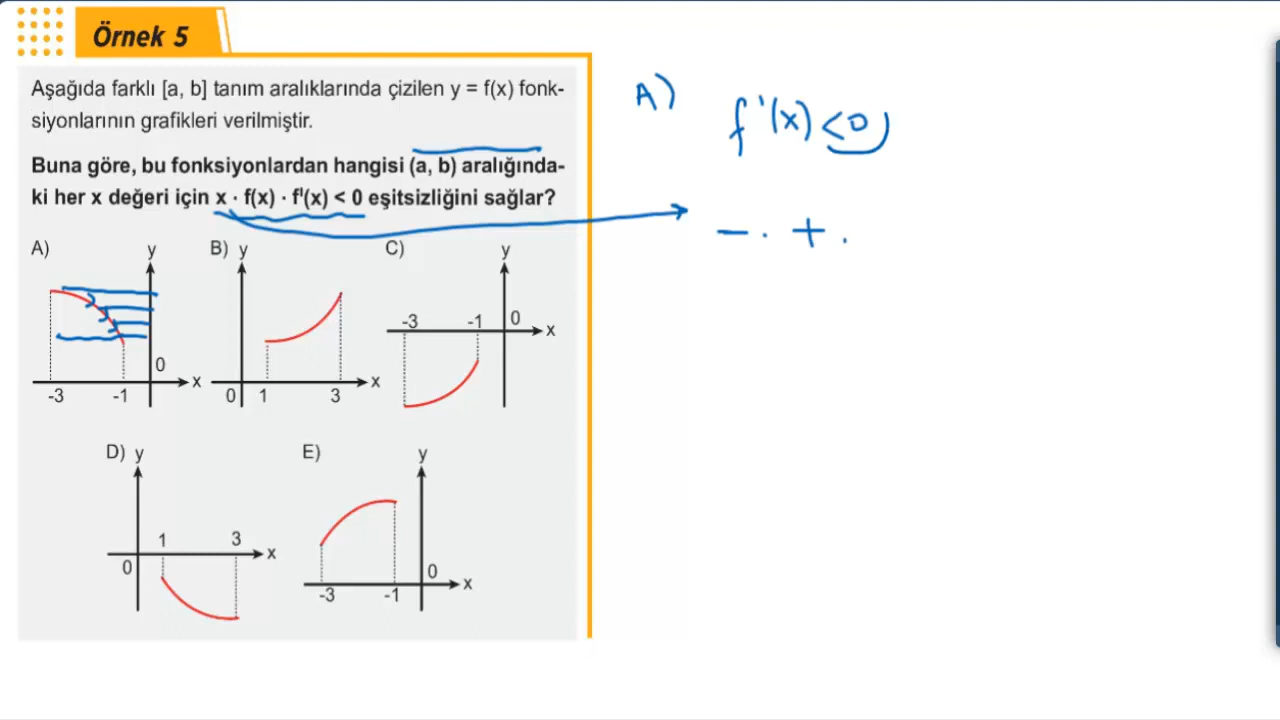 Örnek 5
Aşağıda farklı [a, b] tanım aralıklarında çizilen y = f(x) fonk-
siyonlarının grafikleri verilmiştir.
Buna göre, bu fonksiyonlardan hangisi (a, b) aralığında-
ki her x değeri için x · f(x) · f'(x) < 0 eşitsizliğini sağlar?
A) y
0
x
-3 -1
B) y
x
0 1 3
C) y
-3 -1 0
x
D) y
1 3
x
0
E) y
0
x
-3 -1
A)
f'(x) <0
- . + .